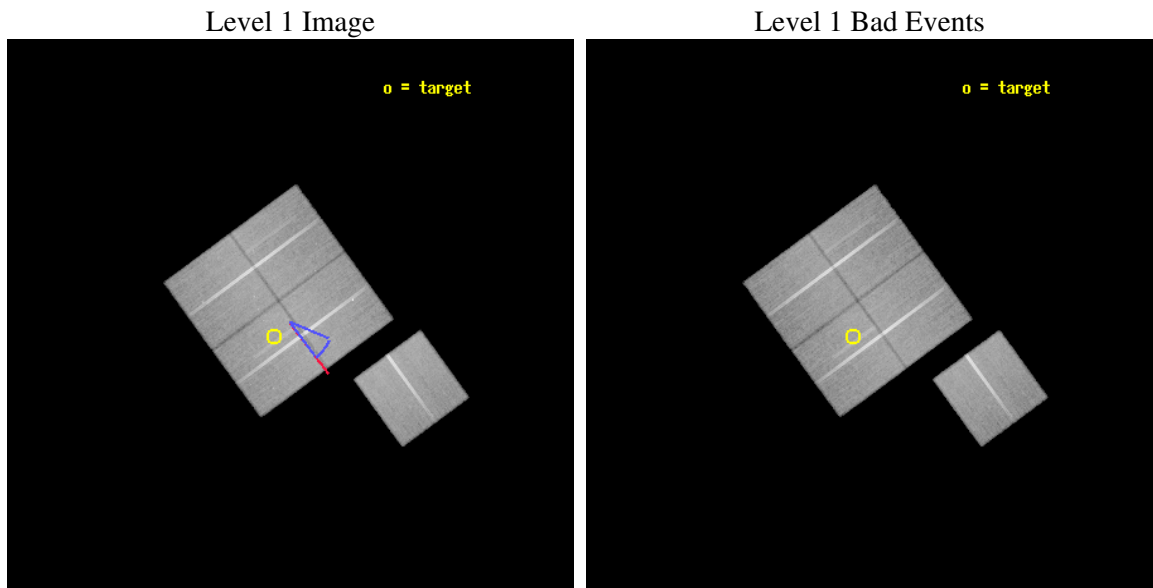 Level 1 Image
Level 1 Bad Events
o = target
o = target